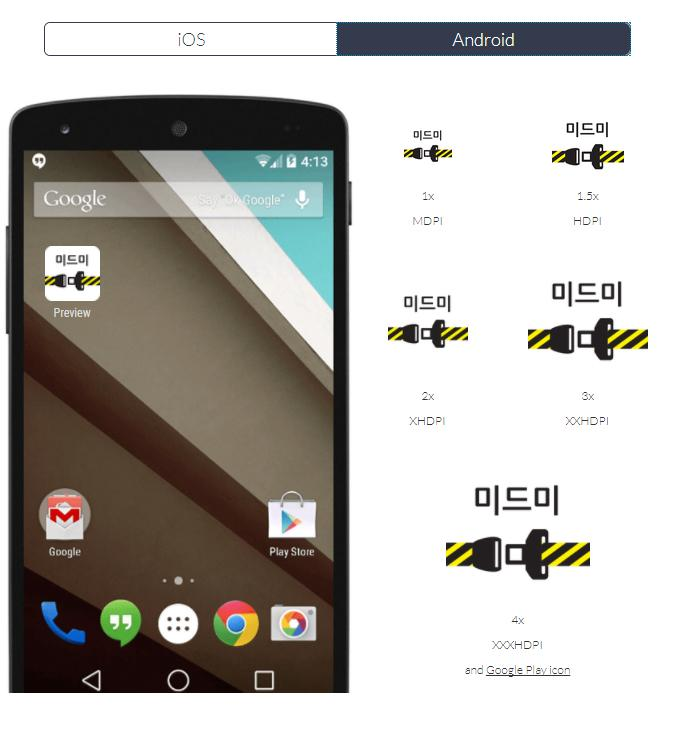 iOS
Android
4:13
Google
Say "Ok Google"
미드미
Preview
Google
Play Store
미드미
1x
MDPI
미드미
1.5x
HDPI
미드미
2x
XHDPI
미드미
3x
XXHDPI
미드미
4x
XXXHDPI
and Google Play icon